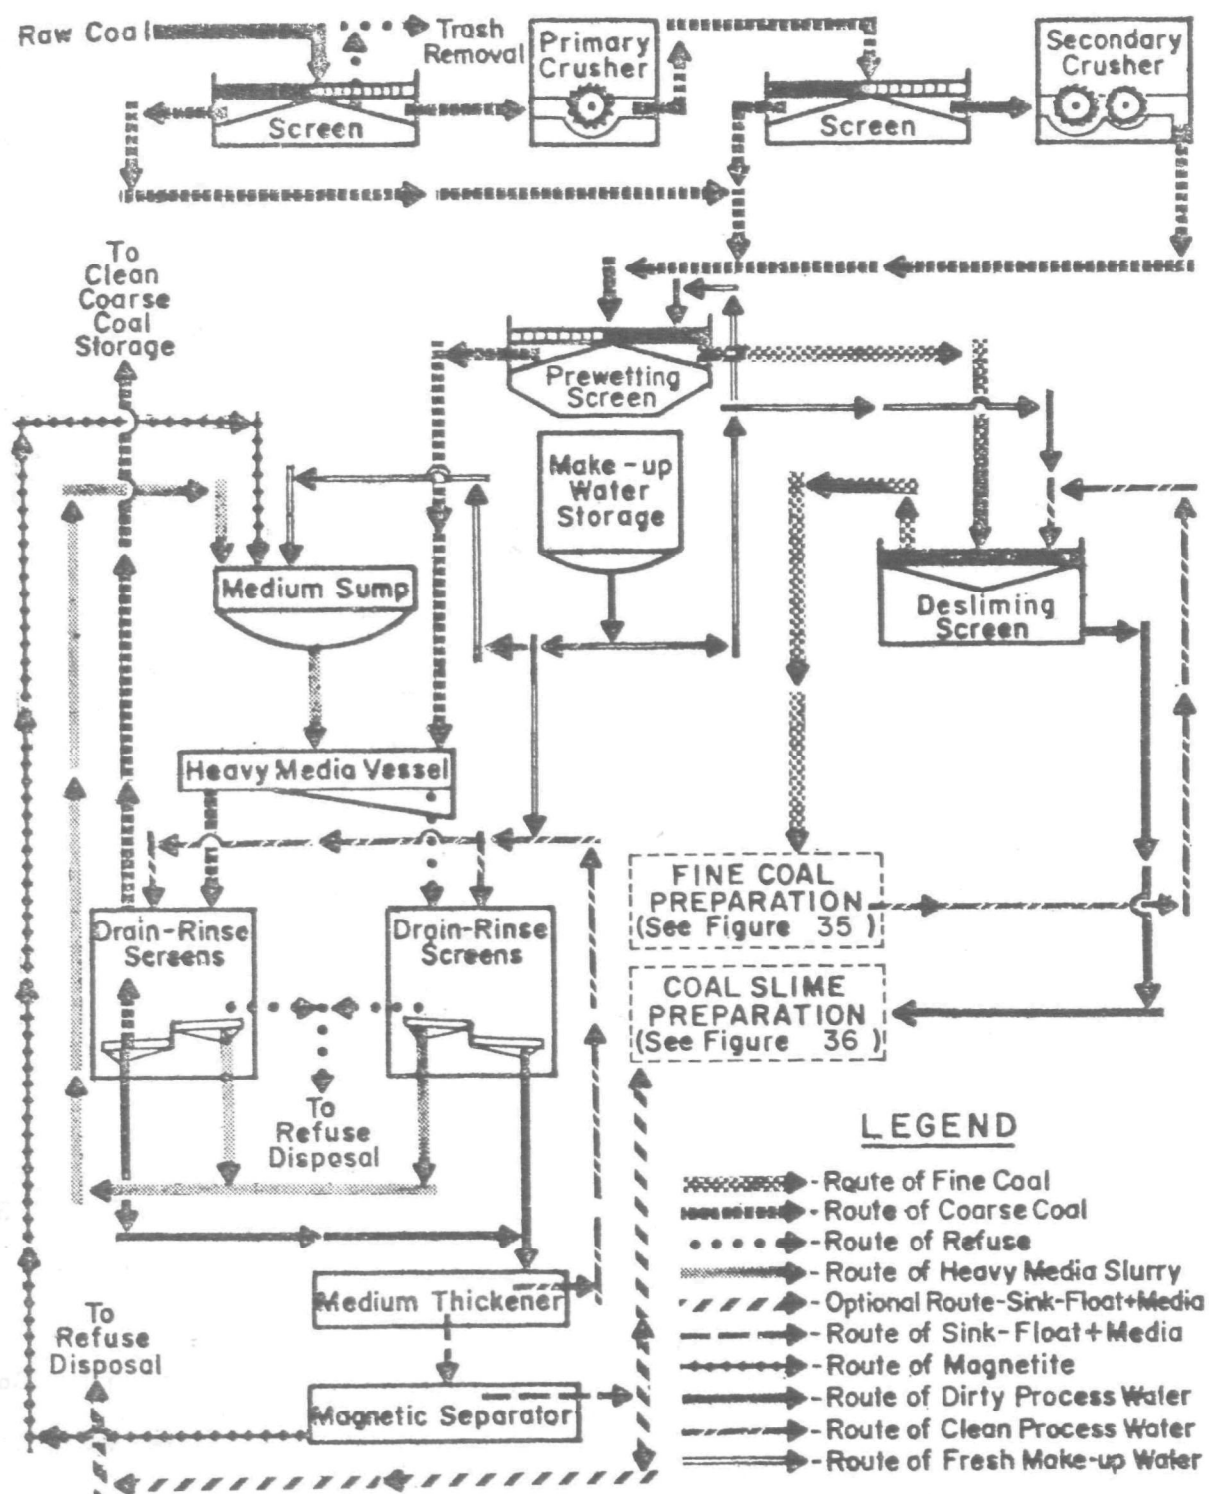 Raw Coal
Trash
Removal
Primary
Crusher
Secondary
Crusher
Screen
Screen
To
Clean
Coarse
Coal
Storage
Prewetting
Screen
Make-up
Water
Storage
Medium Sump
Desliming
Screen
Heavy Media Vessel
FINE COAL
PREPARATION
(See Figure 35)
Drain-Rinse
Screens
Drain-Rinse
Screens
COAL SLIME
PREPARATION
(See Figure 36)
To
Refuse
Disposal
LEGEND
-Route of Fine Coal
-Route of Coarse Coal
-Route of Refuse
-Route of Heavy Media Slurry
-Optional Route-Sink-Float+Media
-Route of Sink-Float+Media
-Route of Magnetite
-Route of Dirty Process Water
-Route of Clean Process Water
-Route of Fresh Make-up Water
Medium Thickener
To
Refuse
Disposal
Magnetic Separator